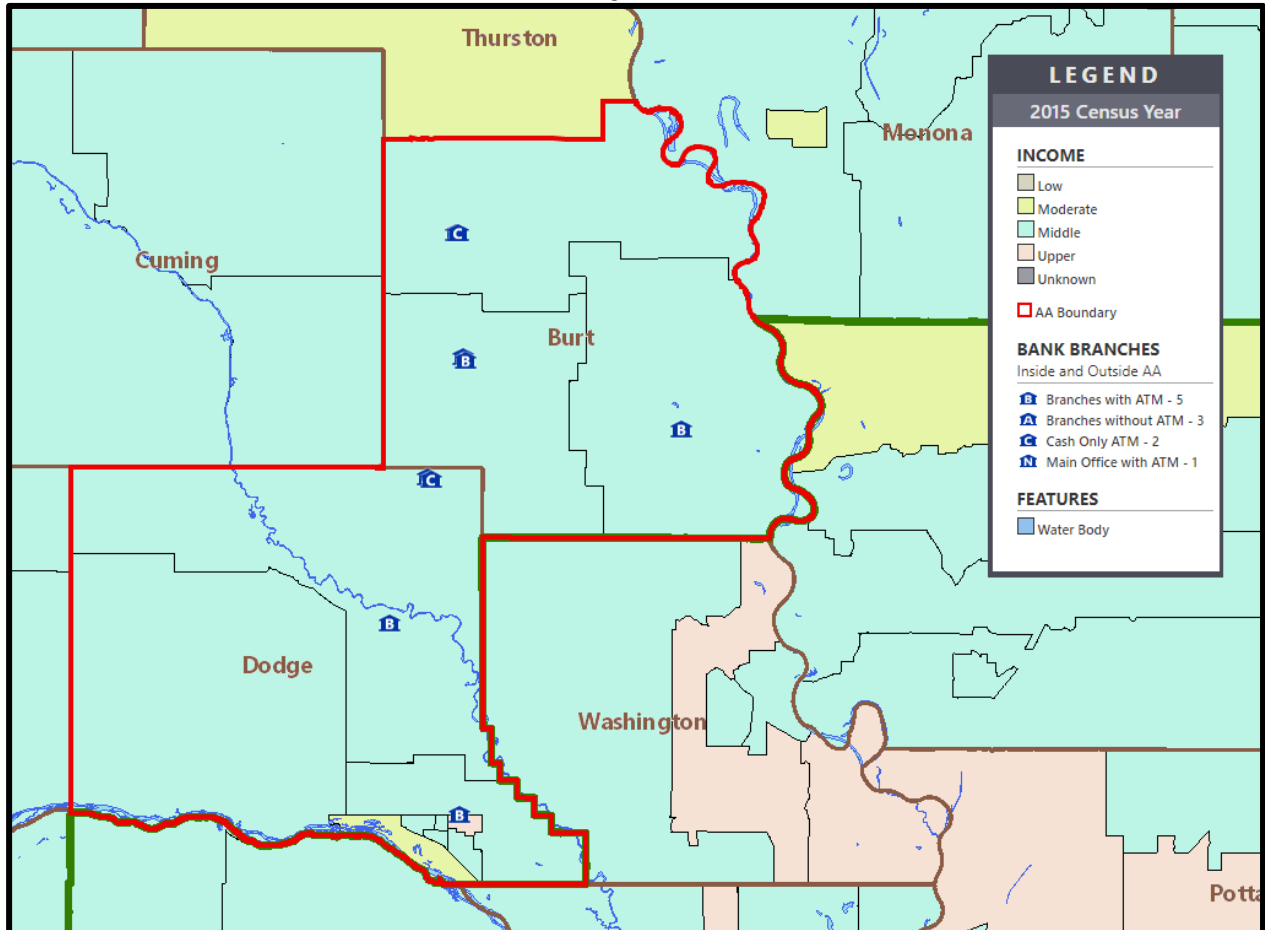 Thurston
LEGEND
2015 Census Year
Monona
INCOME
Low
Moderate
Middle
Upper
Unknown
AA Boundary
BANK BRANCHES
Inside and Outside AA
B Branches with ATM - 5
A Branches without ATM - 3
C Cash Only ATM - 2
N Main Office with ATM - 1
FEATURES
Water Body
C
Cuming
Burt
B
B
C
B
Dodge
Washington
B
Potta